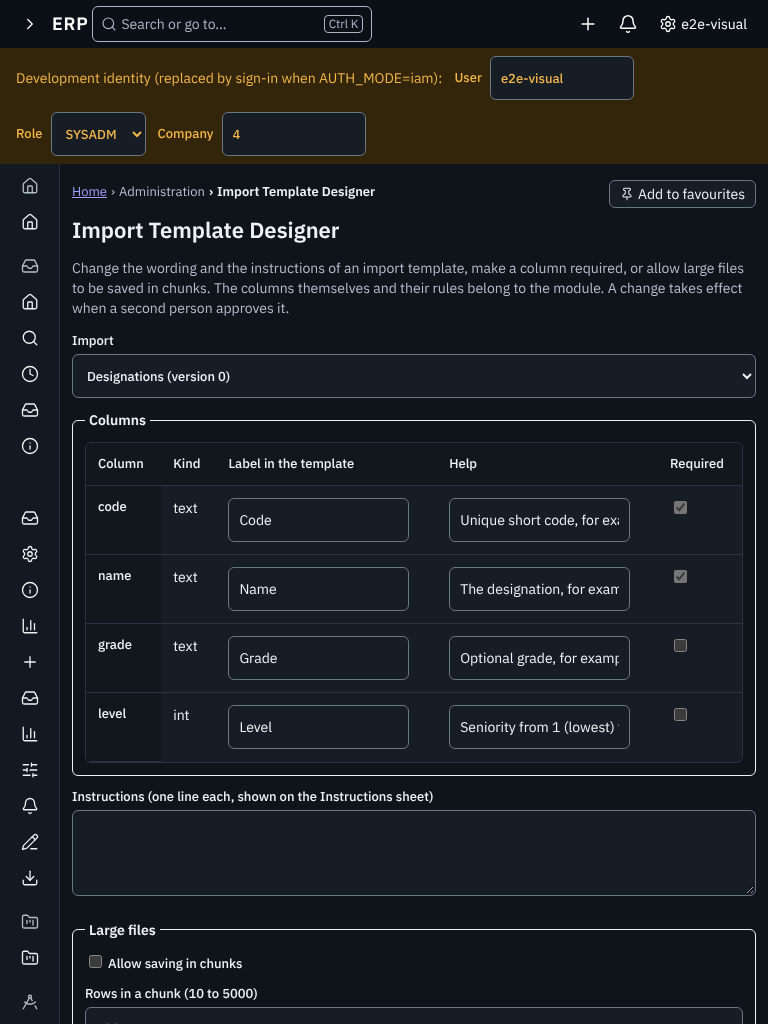 ERP
Search or go to...
Ctrl K
e2e-visual
Development identity (replaced by sign-in when AUTH_MODE=iam): User e2e-visual
Role SYSADM Company 4
Home › Administration › Import Template Designer
Add to favourites
Import Template Designer
Change the wording and the instructions of an import template, make a column required, or allow large files
to be saved in chunks. The columns themselves and their rules belong to the module. A change takes effect
when a second person approves it.
Import
Designations (version 0)
Columns
Column Kind Label in the template Help Required
code text Code Unique short code, for
name text Name The designation, for
grade text Grade Optional grade, for
level int Level Seniority from 1 (lowest)
Instructions (one line each, shown on the Instructions sheet)
Large files
Allow saving in chunks
Rows in a chunk (10 to 5000)